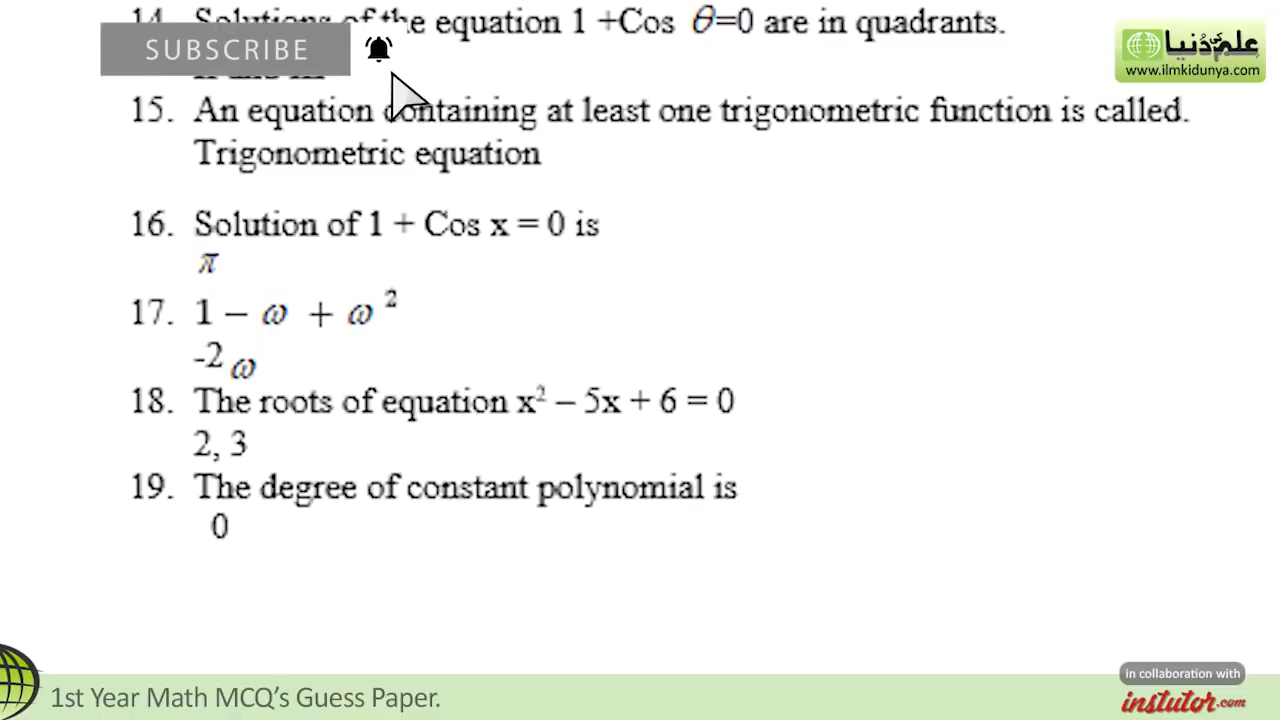 14. Solutions of the equation 1 +Cos θ=0 are in quadrants.
SUBSCRIBE
علم کی دُنیا
www.ilmkidunya.com
15. An equation containing at least one trigonometric function is called.
Trigonometric equation
16. Solution of 1 + Cos x = 0 is
π
17. 1 − ω + ω ²
-2 ω
18. The roots of equation x² – 5x + 6 = 0
2, 3
19. The degree of constant polynomial is
0
1st Year Math MCQ's Guess Paper.
in collaboration with
instutor.com